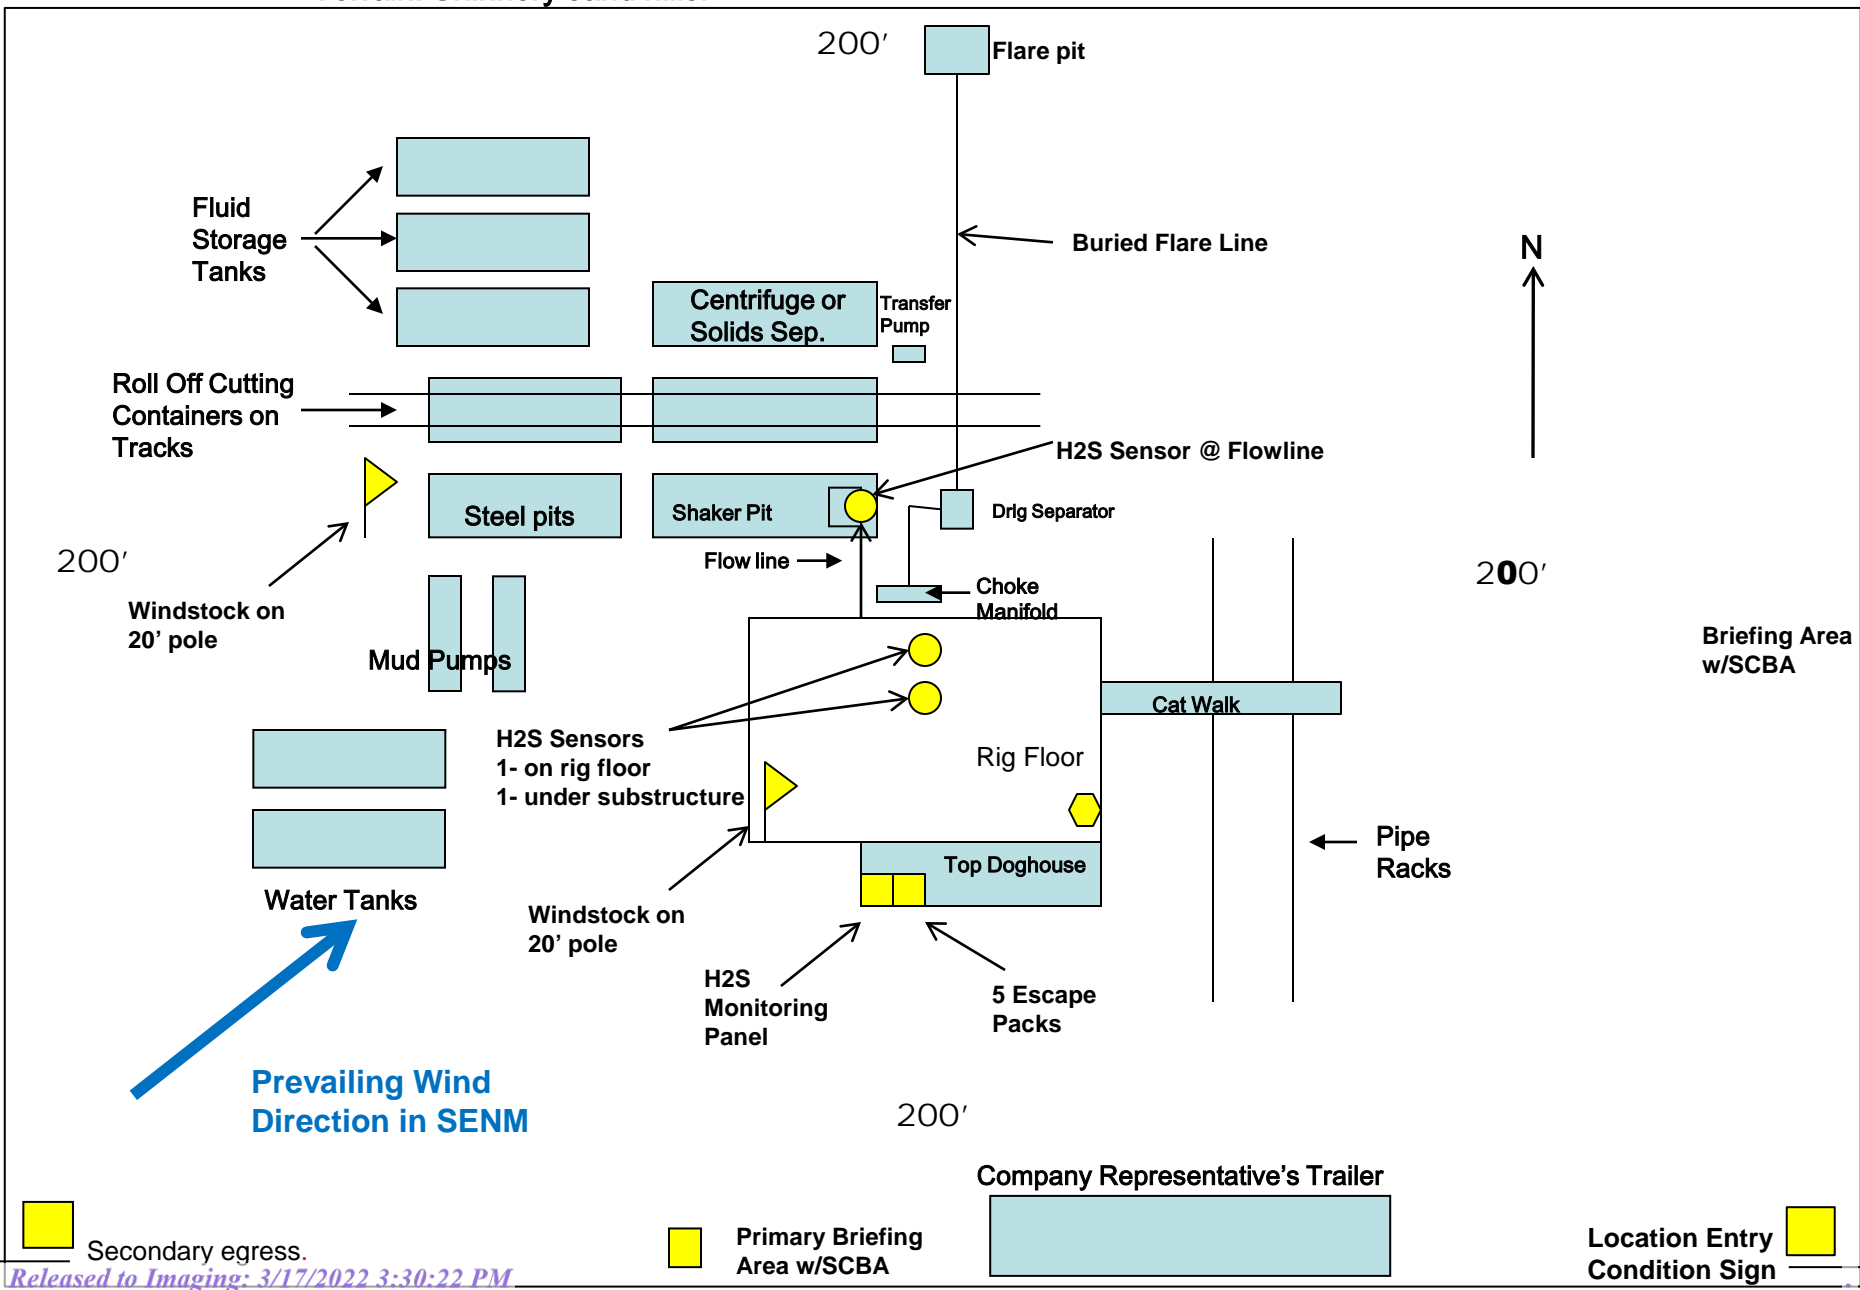 200'
Flare pit
Fluid
Storage
Tanks
Buried Flare Line
N
Centrifuge or
Solids Sep.
Transfer
Pump
Roll Off Cutting
Containers on
Tracks
H2S Sensor @ Flowline
Steel pits
Shaker Pit
Drlg Separator
200'
Flow line
Choke
Manifold
200'
Windstock on
20' pole
Mud Pumps
Briefing Area
w/SCBA
Cat Walk
H2S Sensors
1- on rig floor
1- under substructure
Rig Floor
Pipe
Racks
Top Doghouse
Water Tanks
Windstock on
20' pole
H2S
Monitoring
Panel
5 Escape
Packs
Prevailing Wind
Direction in SENM
200'
Company Representative's Trailer
Secondary egress.
Primary Briefing
Area w/SCBA
Location Entry
Condition Sign
Released to Imaging: 3/17/2022 3:30:22 PM